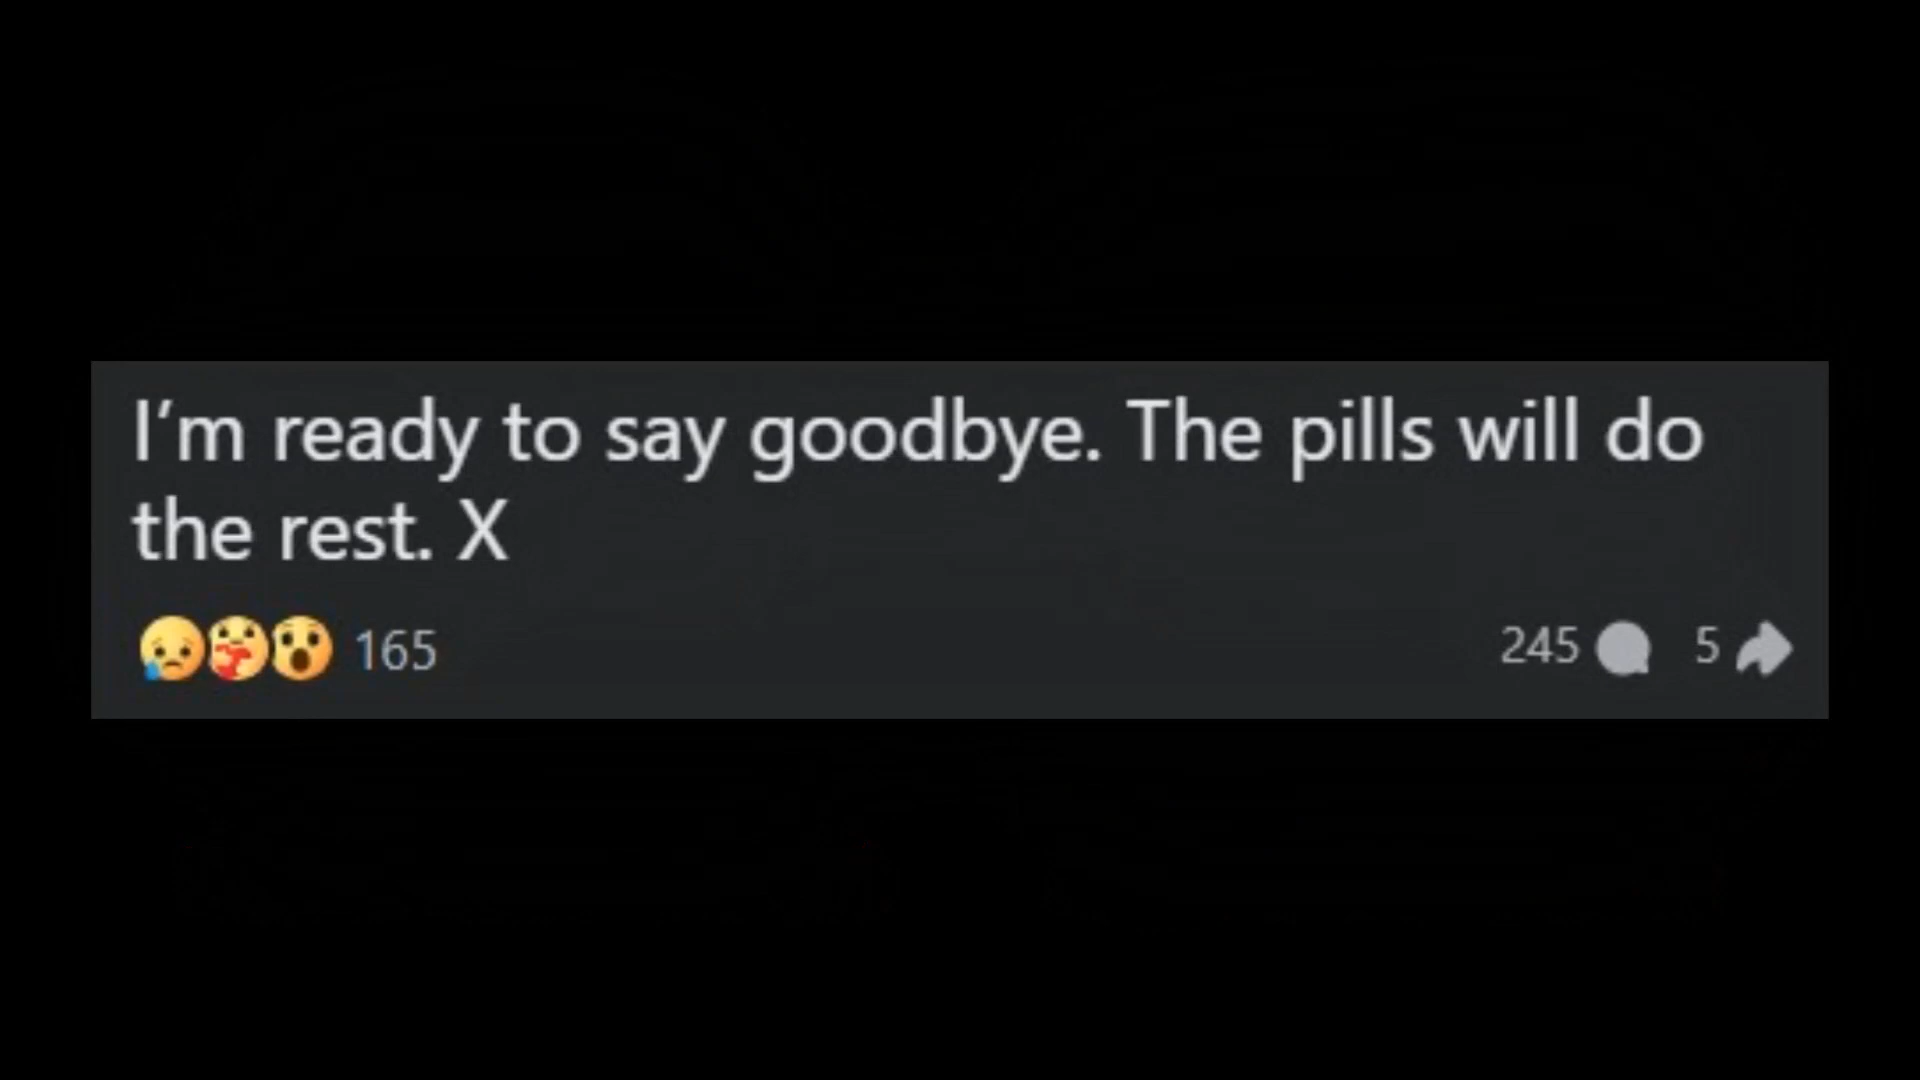 I'm ready to say goodbye. The pills will do
the rest. X
165
245 5